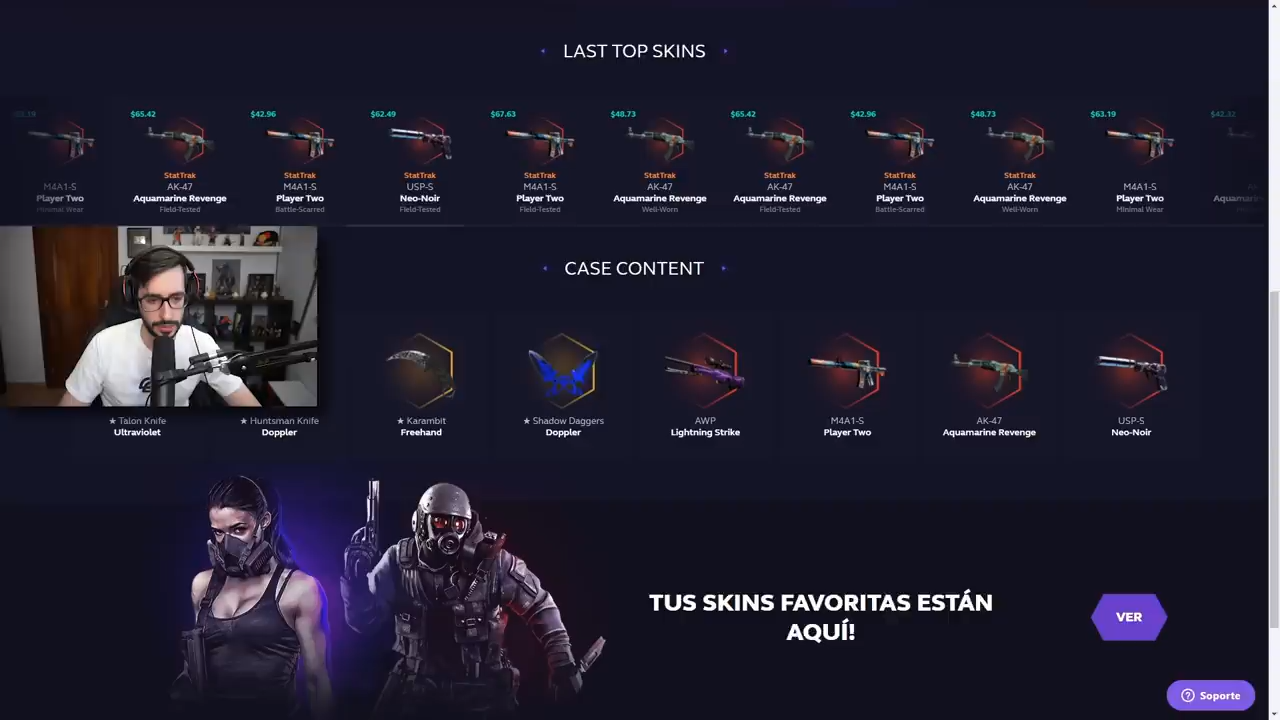 LAST TOP SKINS
$65.42
$42.96
$62.49
$67.63
$48.73
$65.42
$42.96
$48.73
$63.19
$42.32
StatTrak
StatTrak
StatTrak
StatTrak
StatTrak
StatTrak
StatTrak
StatTrak
M4A1-S
AK-47
M4A1-S
USP-S
M4A1-S
AK-47
AK-47
M4A1-S
AK-47
M4A1-S
Player Two
Aquamarine Revenge
Player Two
Neo-Noir
Player Two
Aquamarine Revenge
Aquamarine Revenge
Player Two
Aquamarine Revenge
Player Two
Aquamarin
Minimal Wear
Field-Tested
Battle-Scarred
Field-Tested
Field-Tested
Well-Worn
Field-Tested
Battle-Scarred
Well-Worn
Minimal Wear
CASE CONTENT
★ Talon Knife
Ultraviolet
★ Huntsman Knife
Doppler
★ Karambit
Freehand
★ Shadow Daggers
Doppler
AWP
Lightning Strike
M4A1-S
Player Two
AK-47
Aquamarine Revenge
USP-S
Neo-Noir
TUS SKINS FAVORITAS ESTÁN
AQUÍ!
VER
Soporte